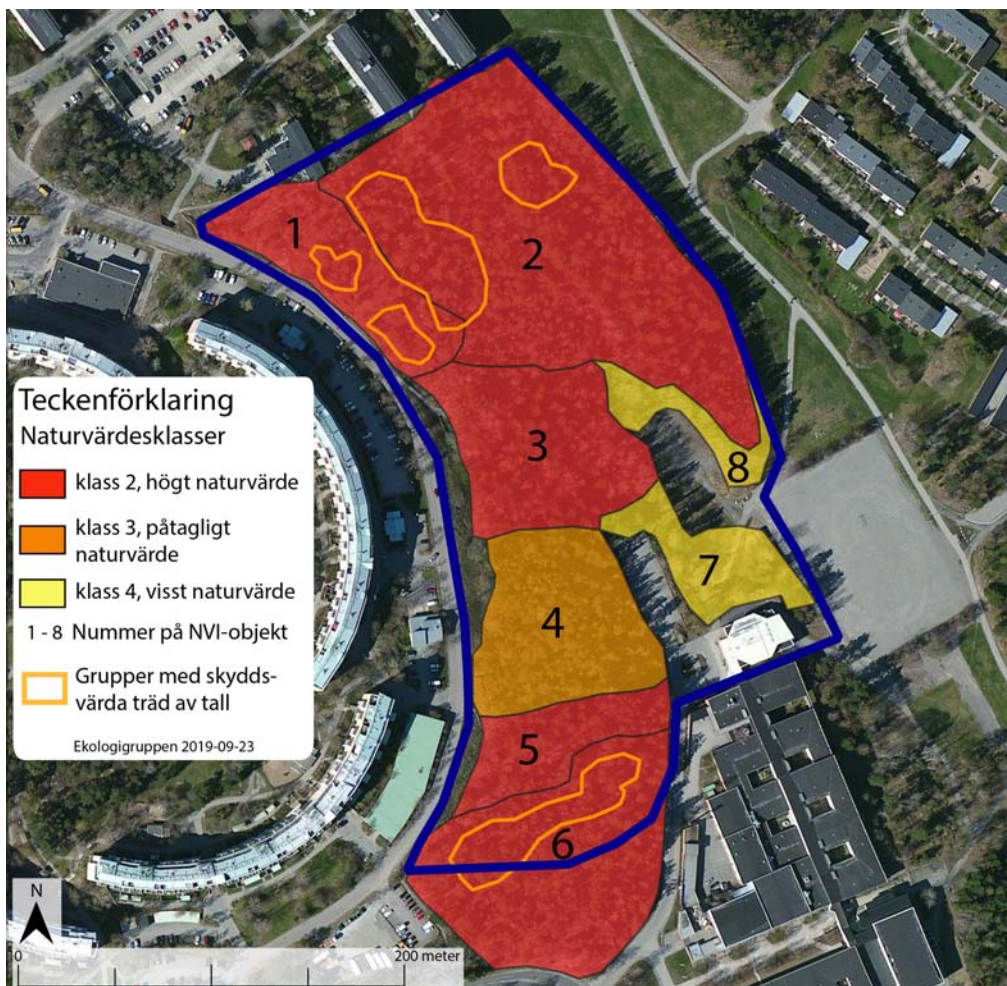 1
2
3
8
7
4
5
6
Teckenförklaring
Naturvärdesklasser
klass 2, högt naturvärde
klass 3, påtagligt
naturvärde
klass 4, visst naturvärde
1 - 8 Nummer på NVI-objekt
Grupper med skydds-
värda träd av tall
Ekologigruppen 2019-09-23
N
0 200 meter